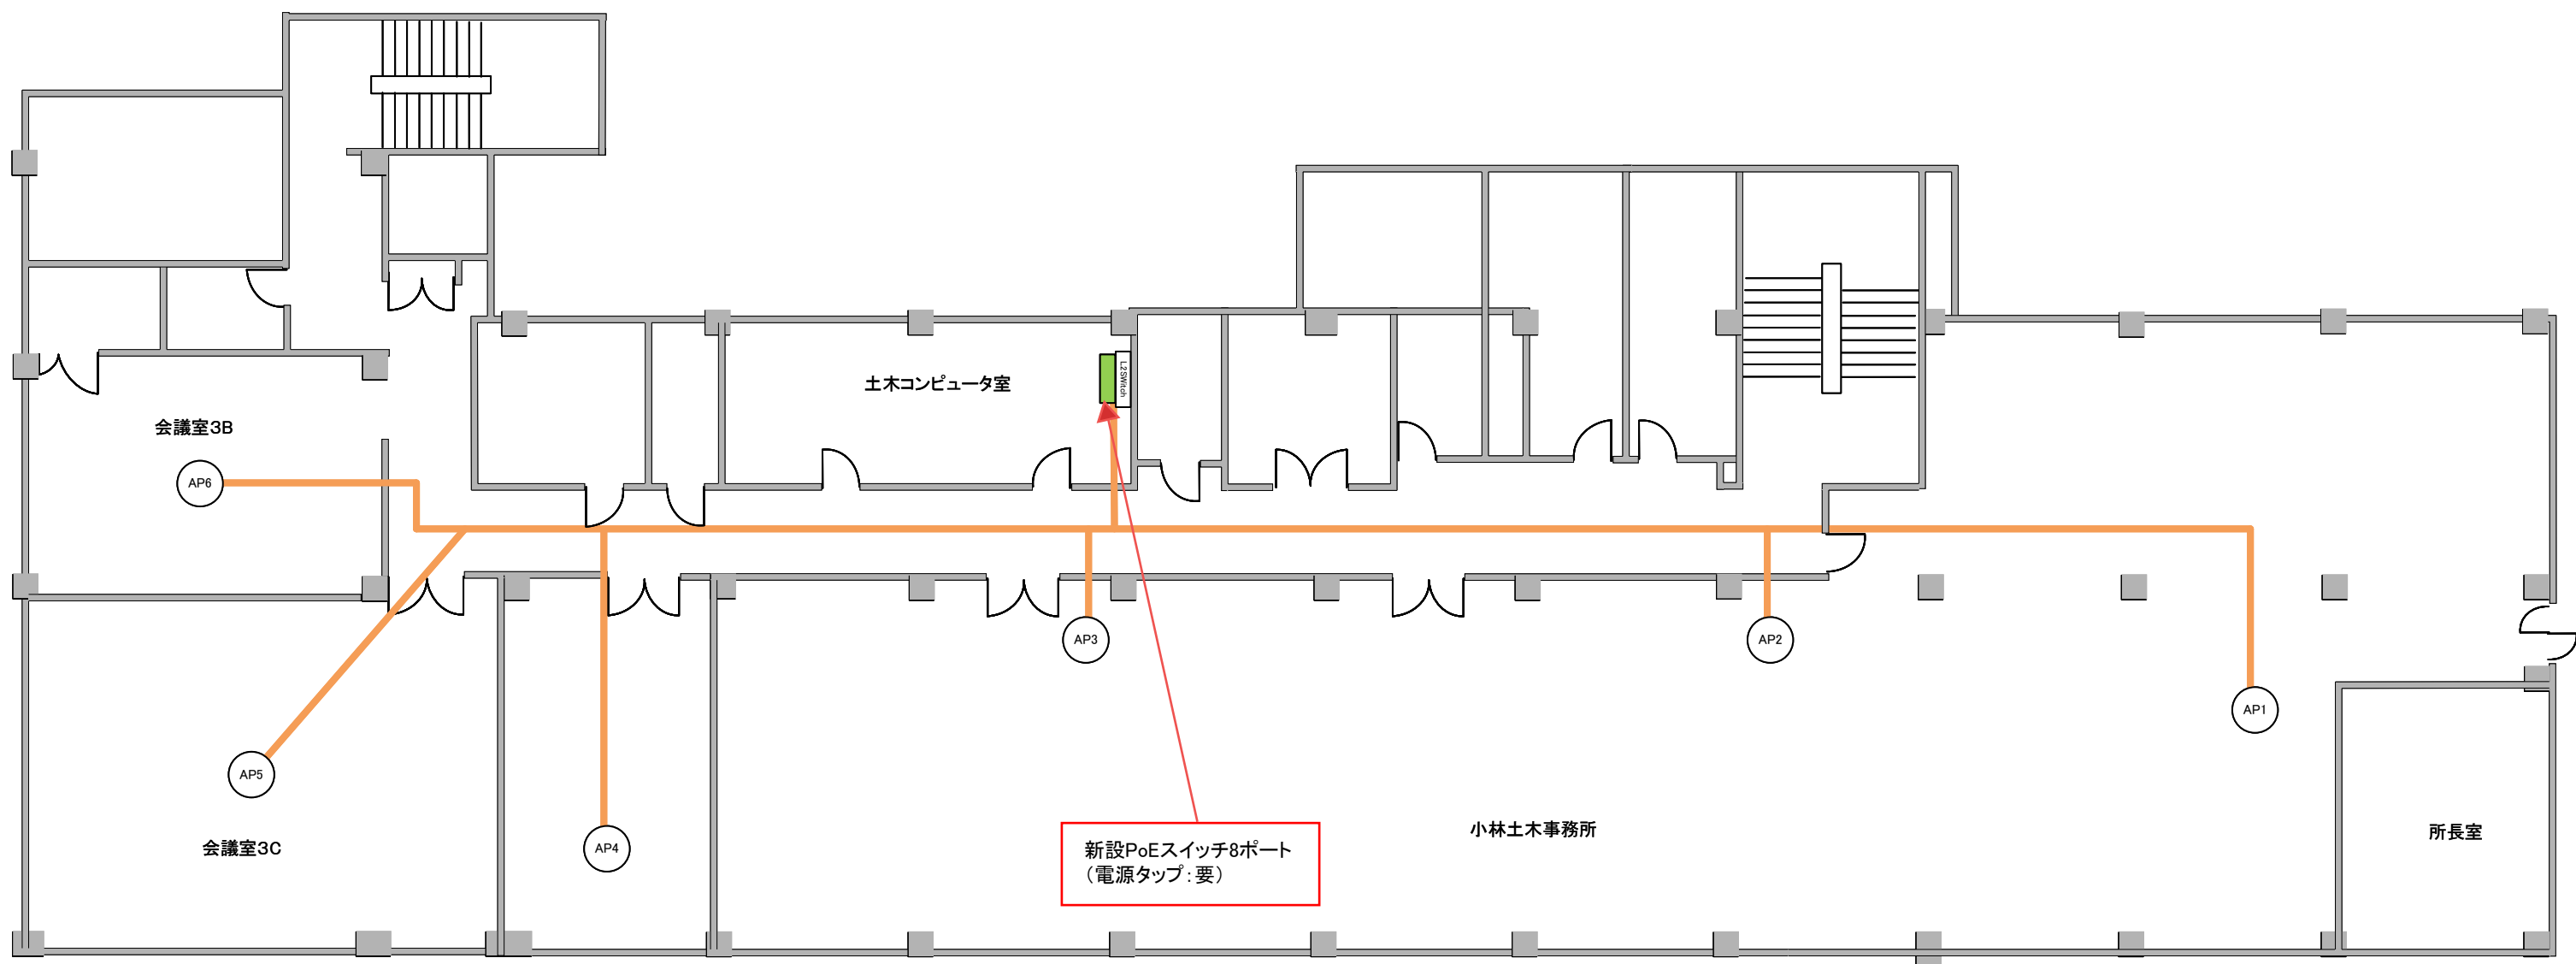 土木コンピュータ室
L2SWitch
会議室3B
AP6
AP3
AP2
AP1
AP5
会議室3C
AP4
新設PoEスイッチ8ポート
（電源タップ：要）
小林土木事務所
所長室